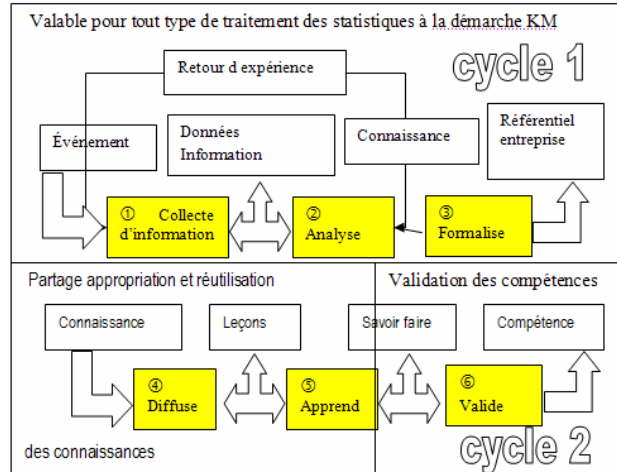 Valable pour tout type de traitement des statistiques à la démarche KM
cycle 1
Retour d expérience
Événement
Données
Information
Connaissance
Référentiel
entreprise
① Collecte
d'information
②
Analyse
③
Formalise
Partage appropriation et réutilisation
Validation des compétences
Connaissance
Leçons
Savoir faire
Compétence
④
Diffuse
⑤
Apprend
⑥
Valide
des connaissances
cycle 2